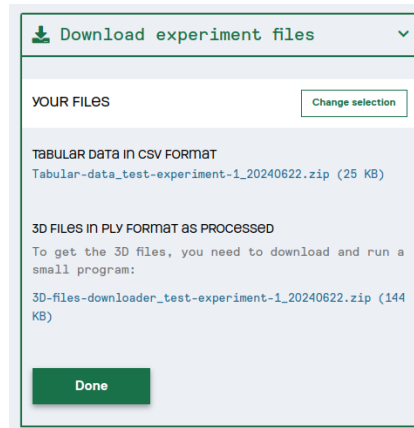 Download experiment files
YOUR FILES
Change selection
TABULAR DATA IN CSV FORMAT
Tabular-data_test-experiment-1_20240622.zip (25 KB)
3D FILES IN PLY FORMAT AS PROCESSED
To get the 3D files, you need to download and run a
small program:
3D-files-downloader_test-experiment-1_20240622.zip (144
KB)
Done